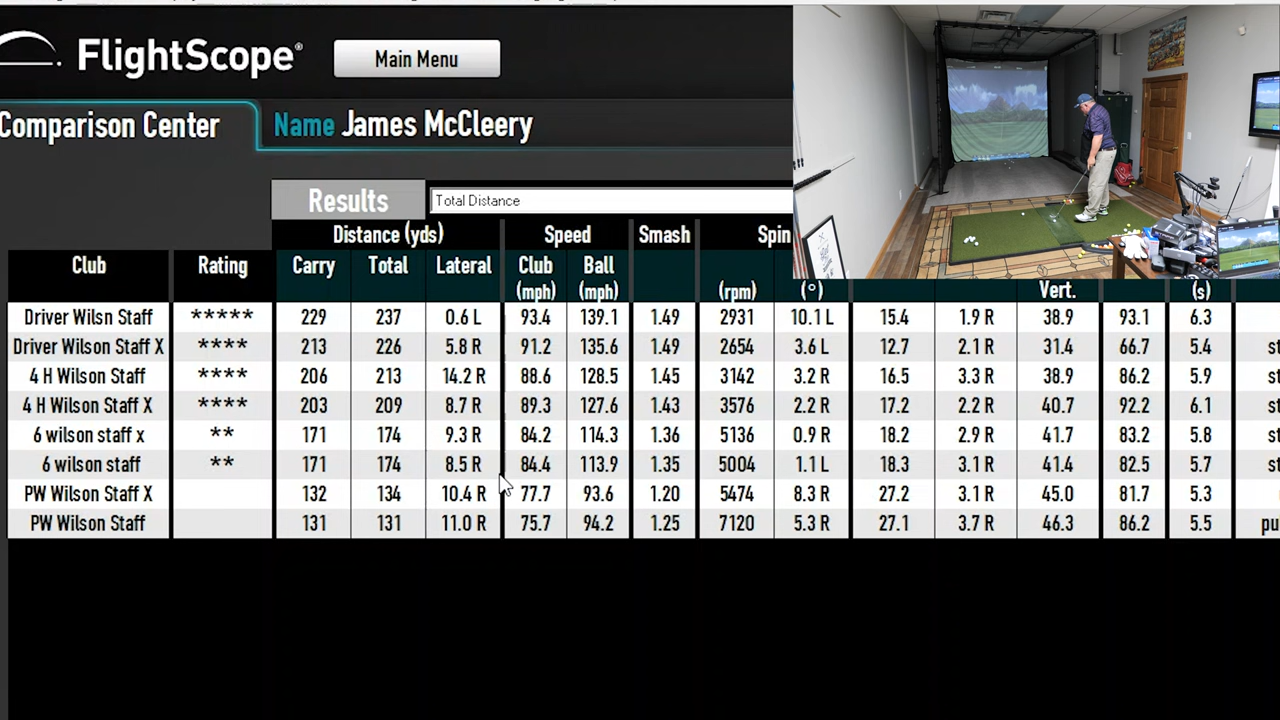 FlightScope®
Main Menu
Comparison Center
Name James McCleery
Results Total Distance
Distance (yds) Speed Smash Spin
Club Rating Carry Total Lateral Club (mph) Ball (mph) (rpm) (°) Vert. (s)
Driver Wilsn Staff ***** 229 237 0.6 L 93.4 139.1 1.49 2931 10.1 L 15.4 1.9 R 38.9 93.1 6.3
Driver Wilson Staff X **** 213 226 5.8 R 91.2 135.6 1.49 2654 3.6 L 12.7 2.1 R 31.4 66.7 5.4 st
4 H Wilson Staff **** 206 213 14.2 R 88.6 128.5 1.45 3142 3.2 R 16.5 3.3 R 38.9 86.2 5.9 st
4 H Wilson Staff X **** 203 209 8.7 R 89.3 127.6 1.43 3576 2.2 R 17.2 2.2 R 40.7 92.2 6.1 st
6 wilson staff x ** 171 174 9.3 R 84.2 114.3 1.36 5136 0.9 R 18.2 2.9 R 41.7 83.2 5.8 st
6 wilson staff ** 171 174 8.5 R 84.4 113.9 1.35 5004 1.1 L 18.3 3.1 R 41.4 82.5 5.7 st
PW Wilson Staff X 132 134 10.4 R 77.7 93.6 1.20 5474 8.3 R 27.2 3.1 R 45.0 81.7 5.3
PW Wilson Staff 131 131 11.0 R 75.7 94.2 1.25 7120 5.3 R 27.1 3.7 R 46.3 86.2 5.5 pu